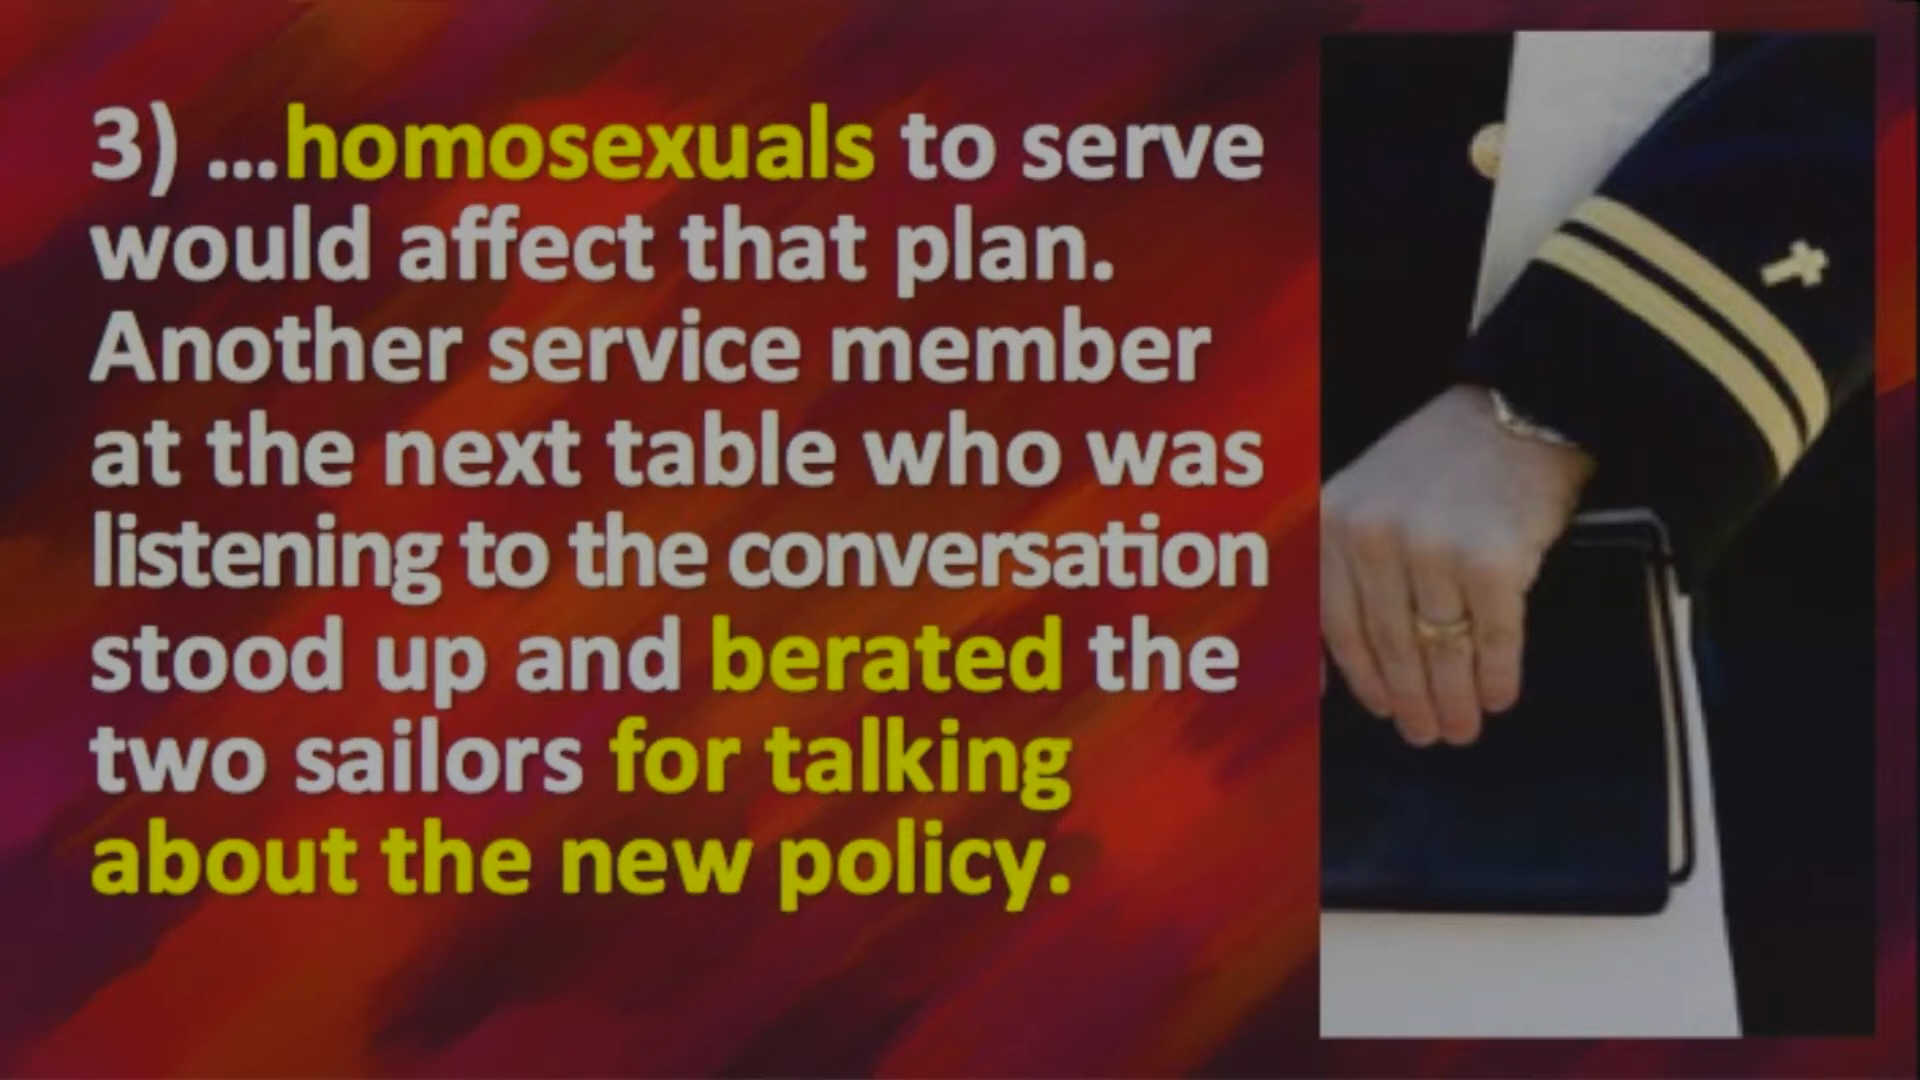 3) ...homosexuals to serve
would affect that plan.
Another service member
at the next table who was
listening to the conversation
stood up and berated the
two sailors for talking
about the new policy.